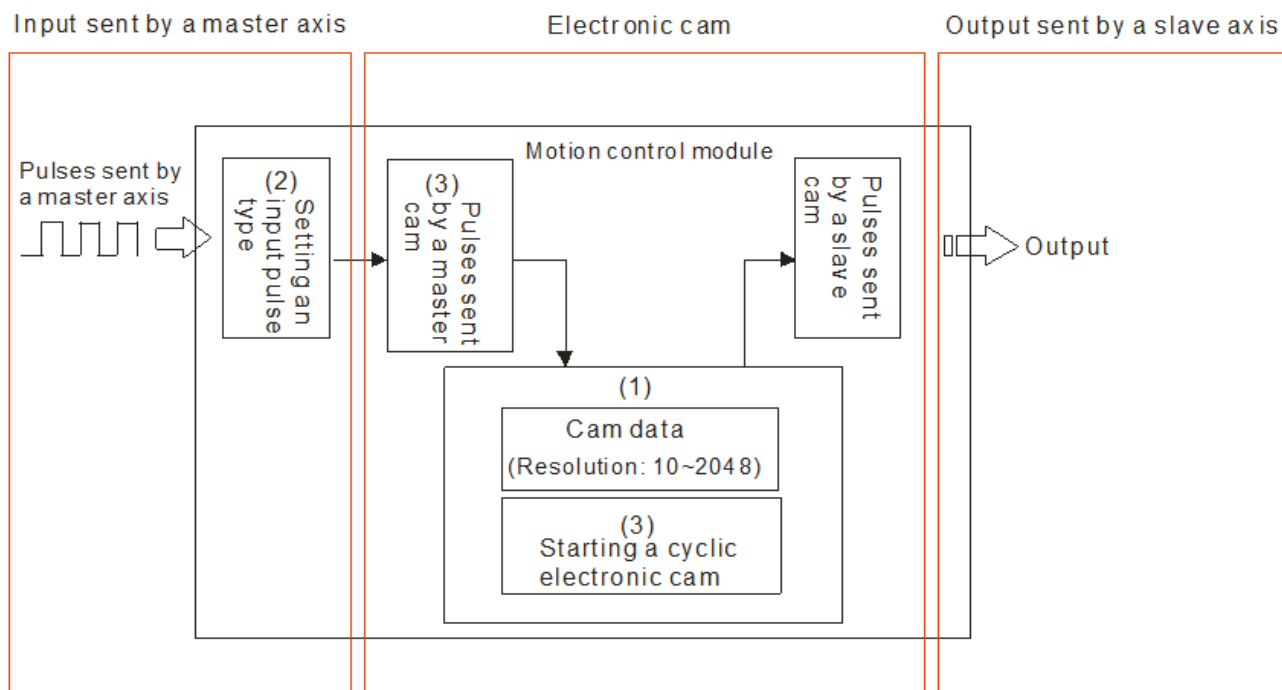 Input sent by a master axis
Electronic cam
Output sent by a slave axis
Motion control module
Pulses sent by
a master axis
(2)
Setting an
input pulse
type
(3)
Pulses sent
by a master
cam
(1)
Cam data
(Resolution: 10~2048)
(3)
Starting a cyclic
electronic cam
Pulses sent
by a slave
cam
Output